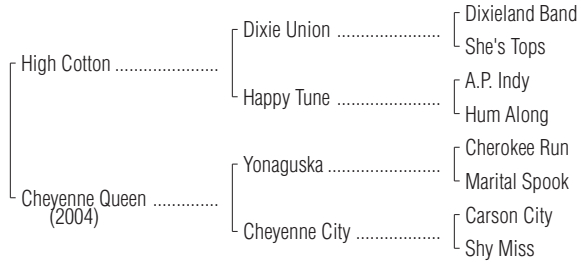 Dixieland Band
Dixie Union ..................
She's Tops
High Cotton ..................
A.P. Indy
Happy Tune ..................
Hum Along
Cherokee Run
Yonaguska ....................
Marital Spook
Cheyenne Queen .............
(2004)
Carson City
Cheyenne City ...............
Shy Miss